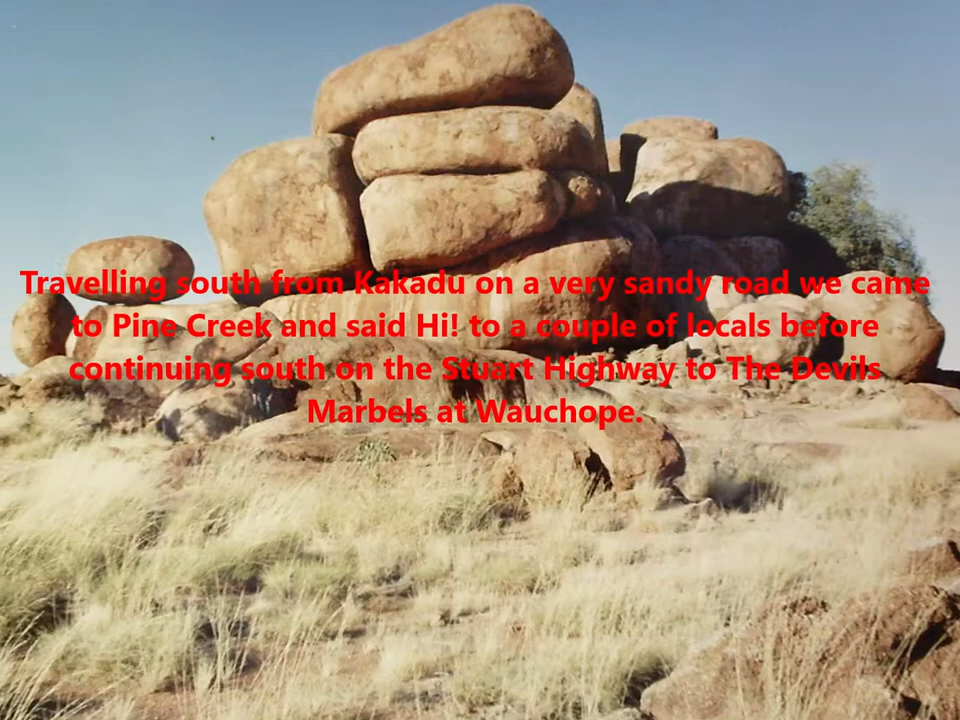 Travelling south from Kakadu on a very sandy road we came
to Pine Creek and said Hi! to a couple of locals before
continuing south on the Stuart Highway to The Devils
Marbels at Wauchope.